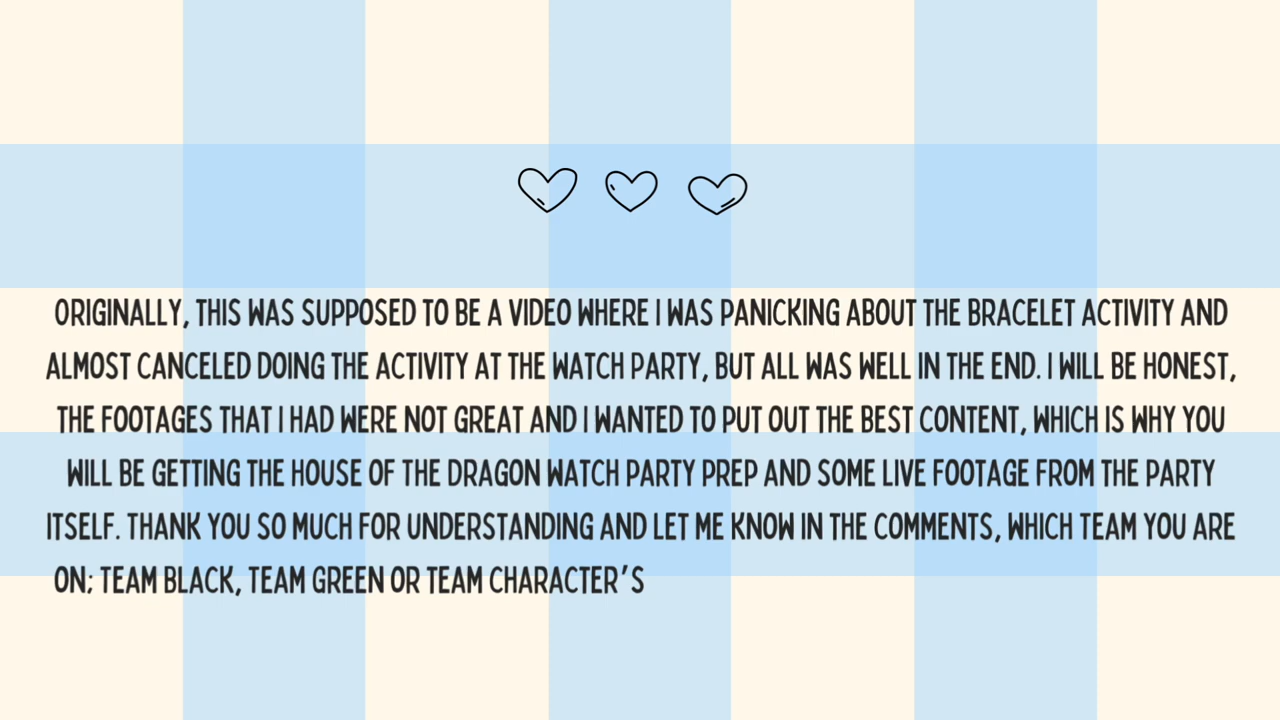 ORIGINALLY, THIS WAS SUPPOSED TO BE A VIDEO WHERE I WAS PANICKING ABOUT THE BRACELET ACTIVITY AND
ALMOST CANCELED DOING THE ACTIVITY AT THE WATCH PARTY, BUT ALL WAS WELL IN THE END. I WILL BE HONEST,
THE FOOTAGES THAT I HAD WERE NOT GREAT AND I WANTED TO PUT OUT THE BEST CONTENT, WHICH IS WHY YOU
WILL BE GETTING THE HOUSE OF THE DRAGON WATCH PARTY PREP AND SOME LIVE FOOTAGE FROM THE PARTY
ITSELF. THANK YOU SO MUCH FOR UNDERSTANDING AND LET ME KNOW IN THE COMMENTS, WHICH TEAM YOU ARE
ON; TEAM BLACK, TEAM GREEN OR TEAM CHARACTER'S